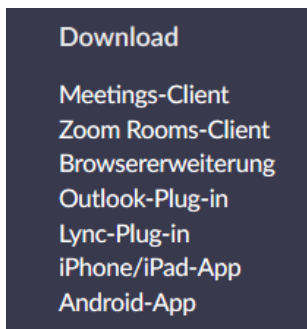 Download
Meetings-Client
Zoom Rooms-Client
Browsererweiterung
Outlook-Plug-in
Lync-Plug-in
iPhone/iPad-App
Android-App